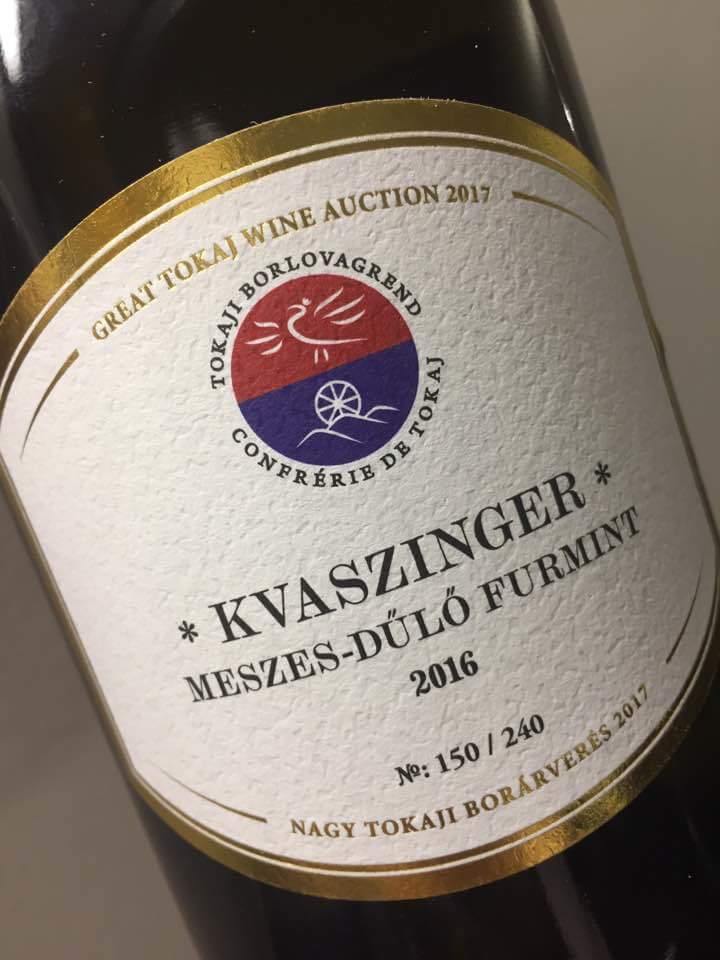 GREAT TOKAJ WINE AUCTION 2017
TOKAJI BORLOVAGREND
CONFRÉRIE DE TOKAJ
* KVASZINGER *
MESZES-DŰLŐ FURMINT
2016
№: 150 / 240
NAGY TOKAJI BORÁRVERÉS 2017